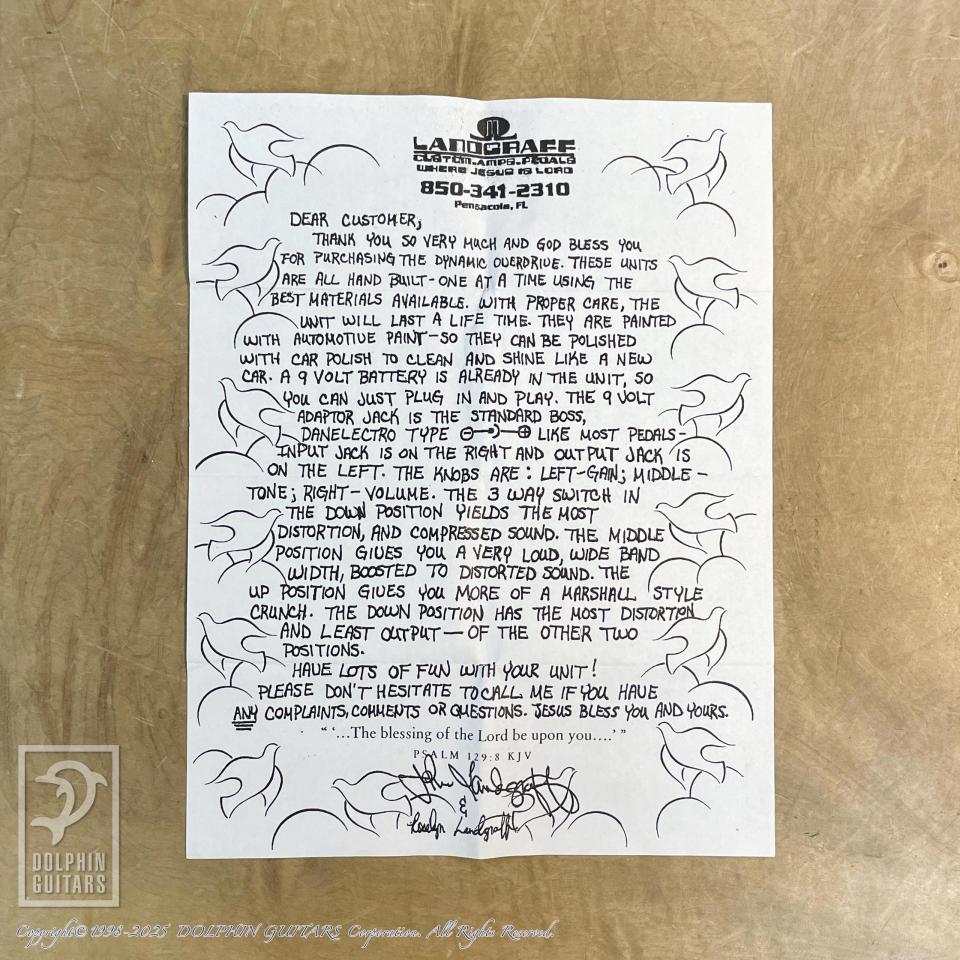 LANDGRAFF
CUSTOM-AMPS-PEDALS
WHERE JESUS IS LORD
850-341-2310
Pensacola, FL
DEAR CUSTOMER;
THANK YOU SO VERY MUCH AND GOD BLESS YOU
FOR PURCHASING THE DYNAMIC OVERDRIVE. THESE UNITS
ARE ALL HAND BUILT-ONE AT A TIME USING THE
BEST MATERIALS AVAILABLE. WITH PROPER CARE, THE
UNIT WILL LAST A LIFE TIME. THEY ARE PAINTED
WITH AUTOMOTIVE PAINT-SO THEY CAN BE POLISHED
WITH CAR POLISH TO CLEAN AND SHINE LIKE A NEW
CAR. A 9 VOLT BATTERY IS ALREADY IN THE UNIT, SO
YOU CAN JUST PLUG IN AND PLAY. THE 9 VOLT
ADAPTOR JACK IS THE STANDARD BOSS,
DANELECTRO TYPE LIKE MOST PEDALS-
INPUT JACK IS ON THE RIGHT AND OUTPUT JACK IS
ON THE LEFT. THE KNOBS ARE: LEFT-GAIN; MIDDLE-
TONE; RIGHT-VOLUME. THE 3 WAY SWITCH IN
THE DOWN POSITION YIELDS THE MOST
DISTORTION, AND COMPRESSED SOUND. THE MIDDLE
POSITION GIVES YOU A VERY LOUD, WIDE BAND
WIDTH, BOOSTED TO DISTORTED SOUND. THE
UP POSITION GIVES YOU MORE OF A MARSHALL STYLE
CRUNCH. THE DOWN POSITION HAS THE MOST DISTORTION
AND LEAST OUTPUT—OF THE OTHER TWO
POSITIONS.
HAVE LOTS OF FUN WITH YOUR UNIT!
PLEASE DON'T HESITATE TO CALL ME IF YOU HAVE
ANY COMPLAINTS, COMMENTS OR QUESTIONS. JESUS BLESS YOU AND YOURS.
“ ‘…The blessing of the Lord be upon you….’ ”
PSALM 129:8 KJV
John Landgraff
&
Landgraff
DOLPHIN
GUITARS
Copyright© 1998-2025 DOLPHIN GUITARS Corporation. All Rights Reserved.